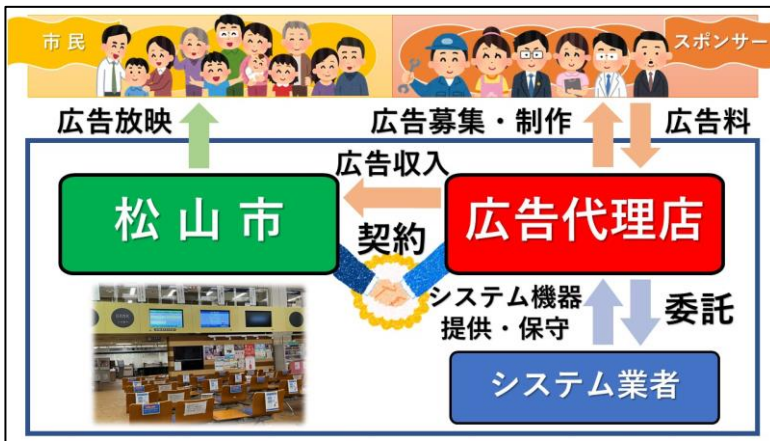 市民
スポンサー
広告放映
広告募集・制作
広告料
広告収入
松山市
広告代理店
契約
システム機器
提供・保守
委託
システム業者